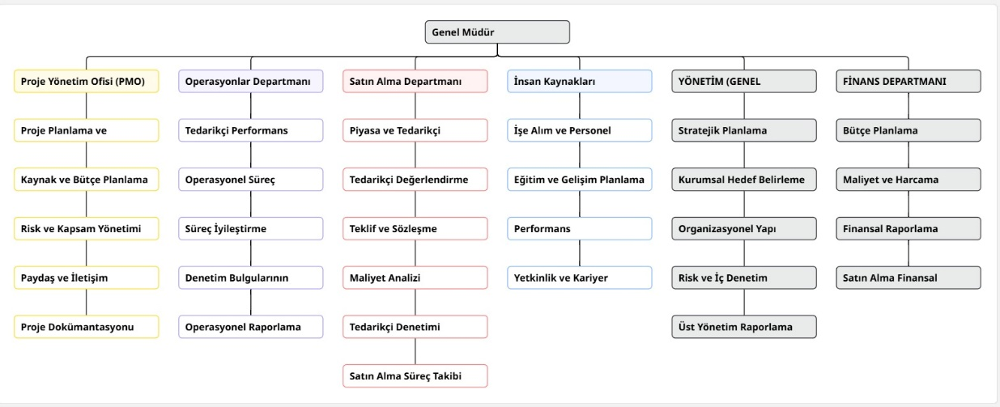 Genel Müdür
Proje Yönetim Ofisi (PMO)
Operasyonlar Departmanı
Satın Alma Departmanı
İnsan Kaynakları
YÖNETİM (GENEL
FİNANS DEPARTMANI
Proje Planlama ve
Tedarikçi Performans
Piyasa ve Tedarikçi
İşe Alım ve Personel
Stratejik Planlama
Bütçe Planlama
Kaynak ve Bütçe Planlama
Operasyonel Süreç
Tedarikçi Değerlendirme
Eğitim ve Gelişim Planlama
Kurumsal Hedef Belirleme
Maliyet ve Harcama
Risk ve Kapsam Yönetimi
Süreç İyileştirme
Teklif ve Sözleşme
Performans
Organizasyonel Yapı
Finansal Raporlama
Paydaş ve İletişim
Denetim Bulgularının
Maliyet Analizi
Yetkinlik ve Kariyer
Risk ve İç Denetim
Satın Alma Finansal
Proje Dokümantasyonu
Operasyonel Raporlama
Tedarikçi Denetimi
Üst Yönetim Raporlama
Satın Alma Süreç Takibi